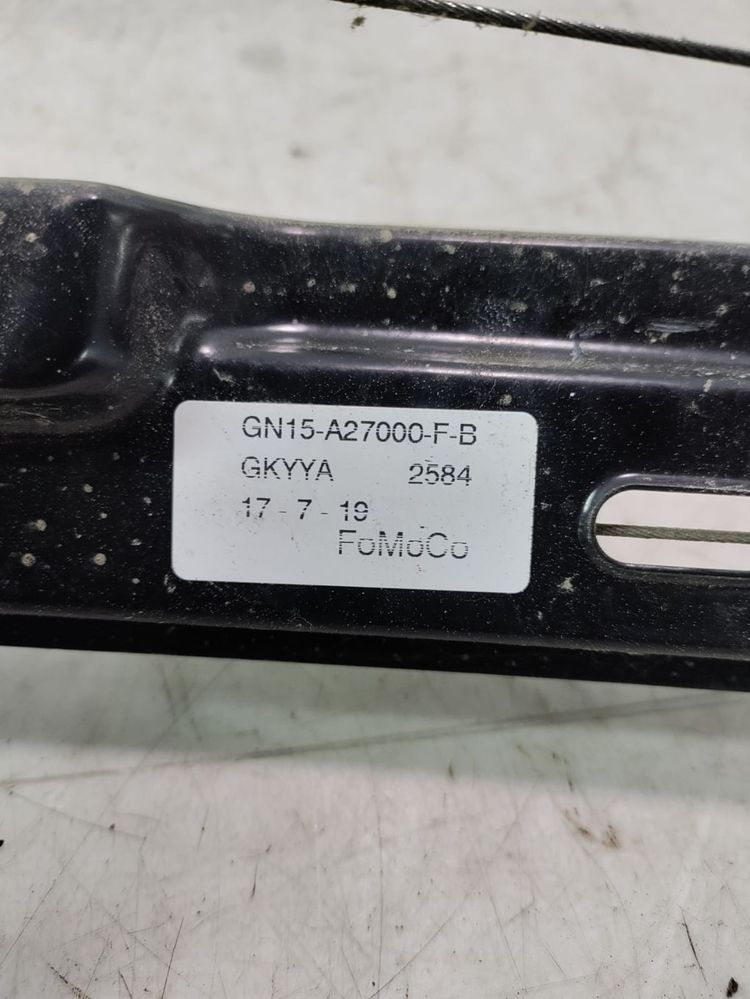 GN15-A27000-F-B
GKYYA 2584
17 - 7 - 19
FoMoCo